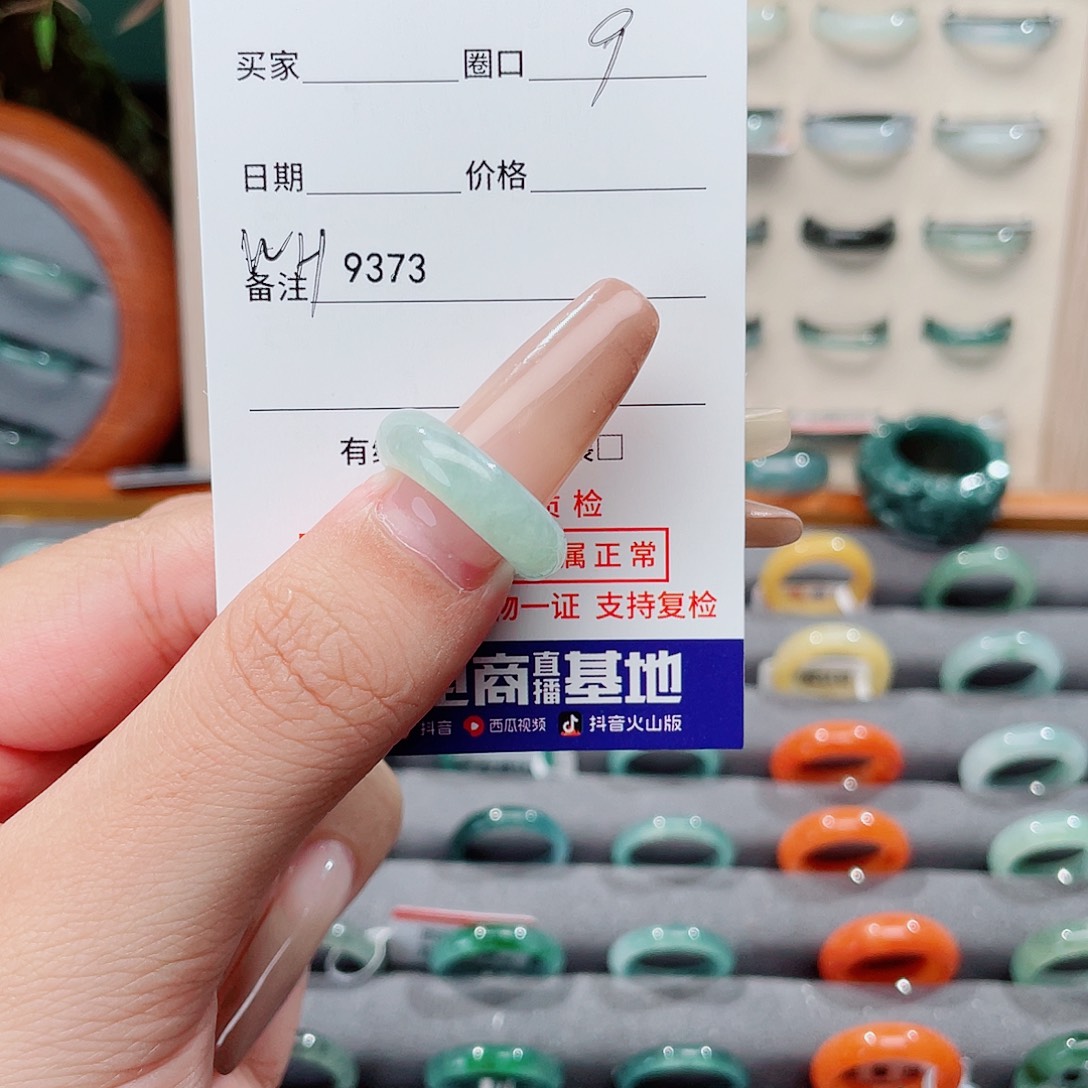 买家 圈口 9
日期 价格
WH
备注 9373
有
检
属正常
物一证 支持复检
电商直播基地
抖音 西瓜视频 抖音火山版